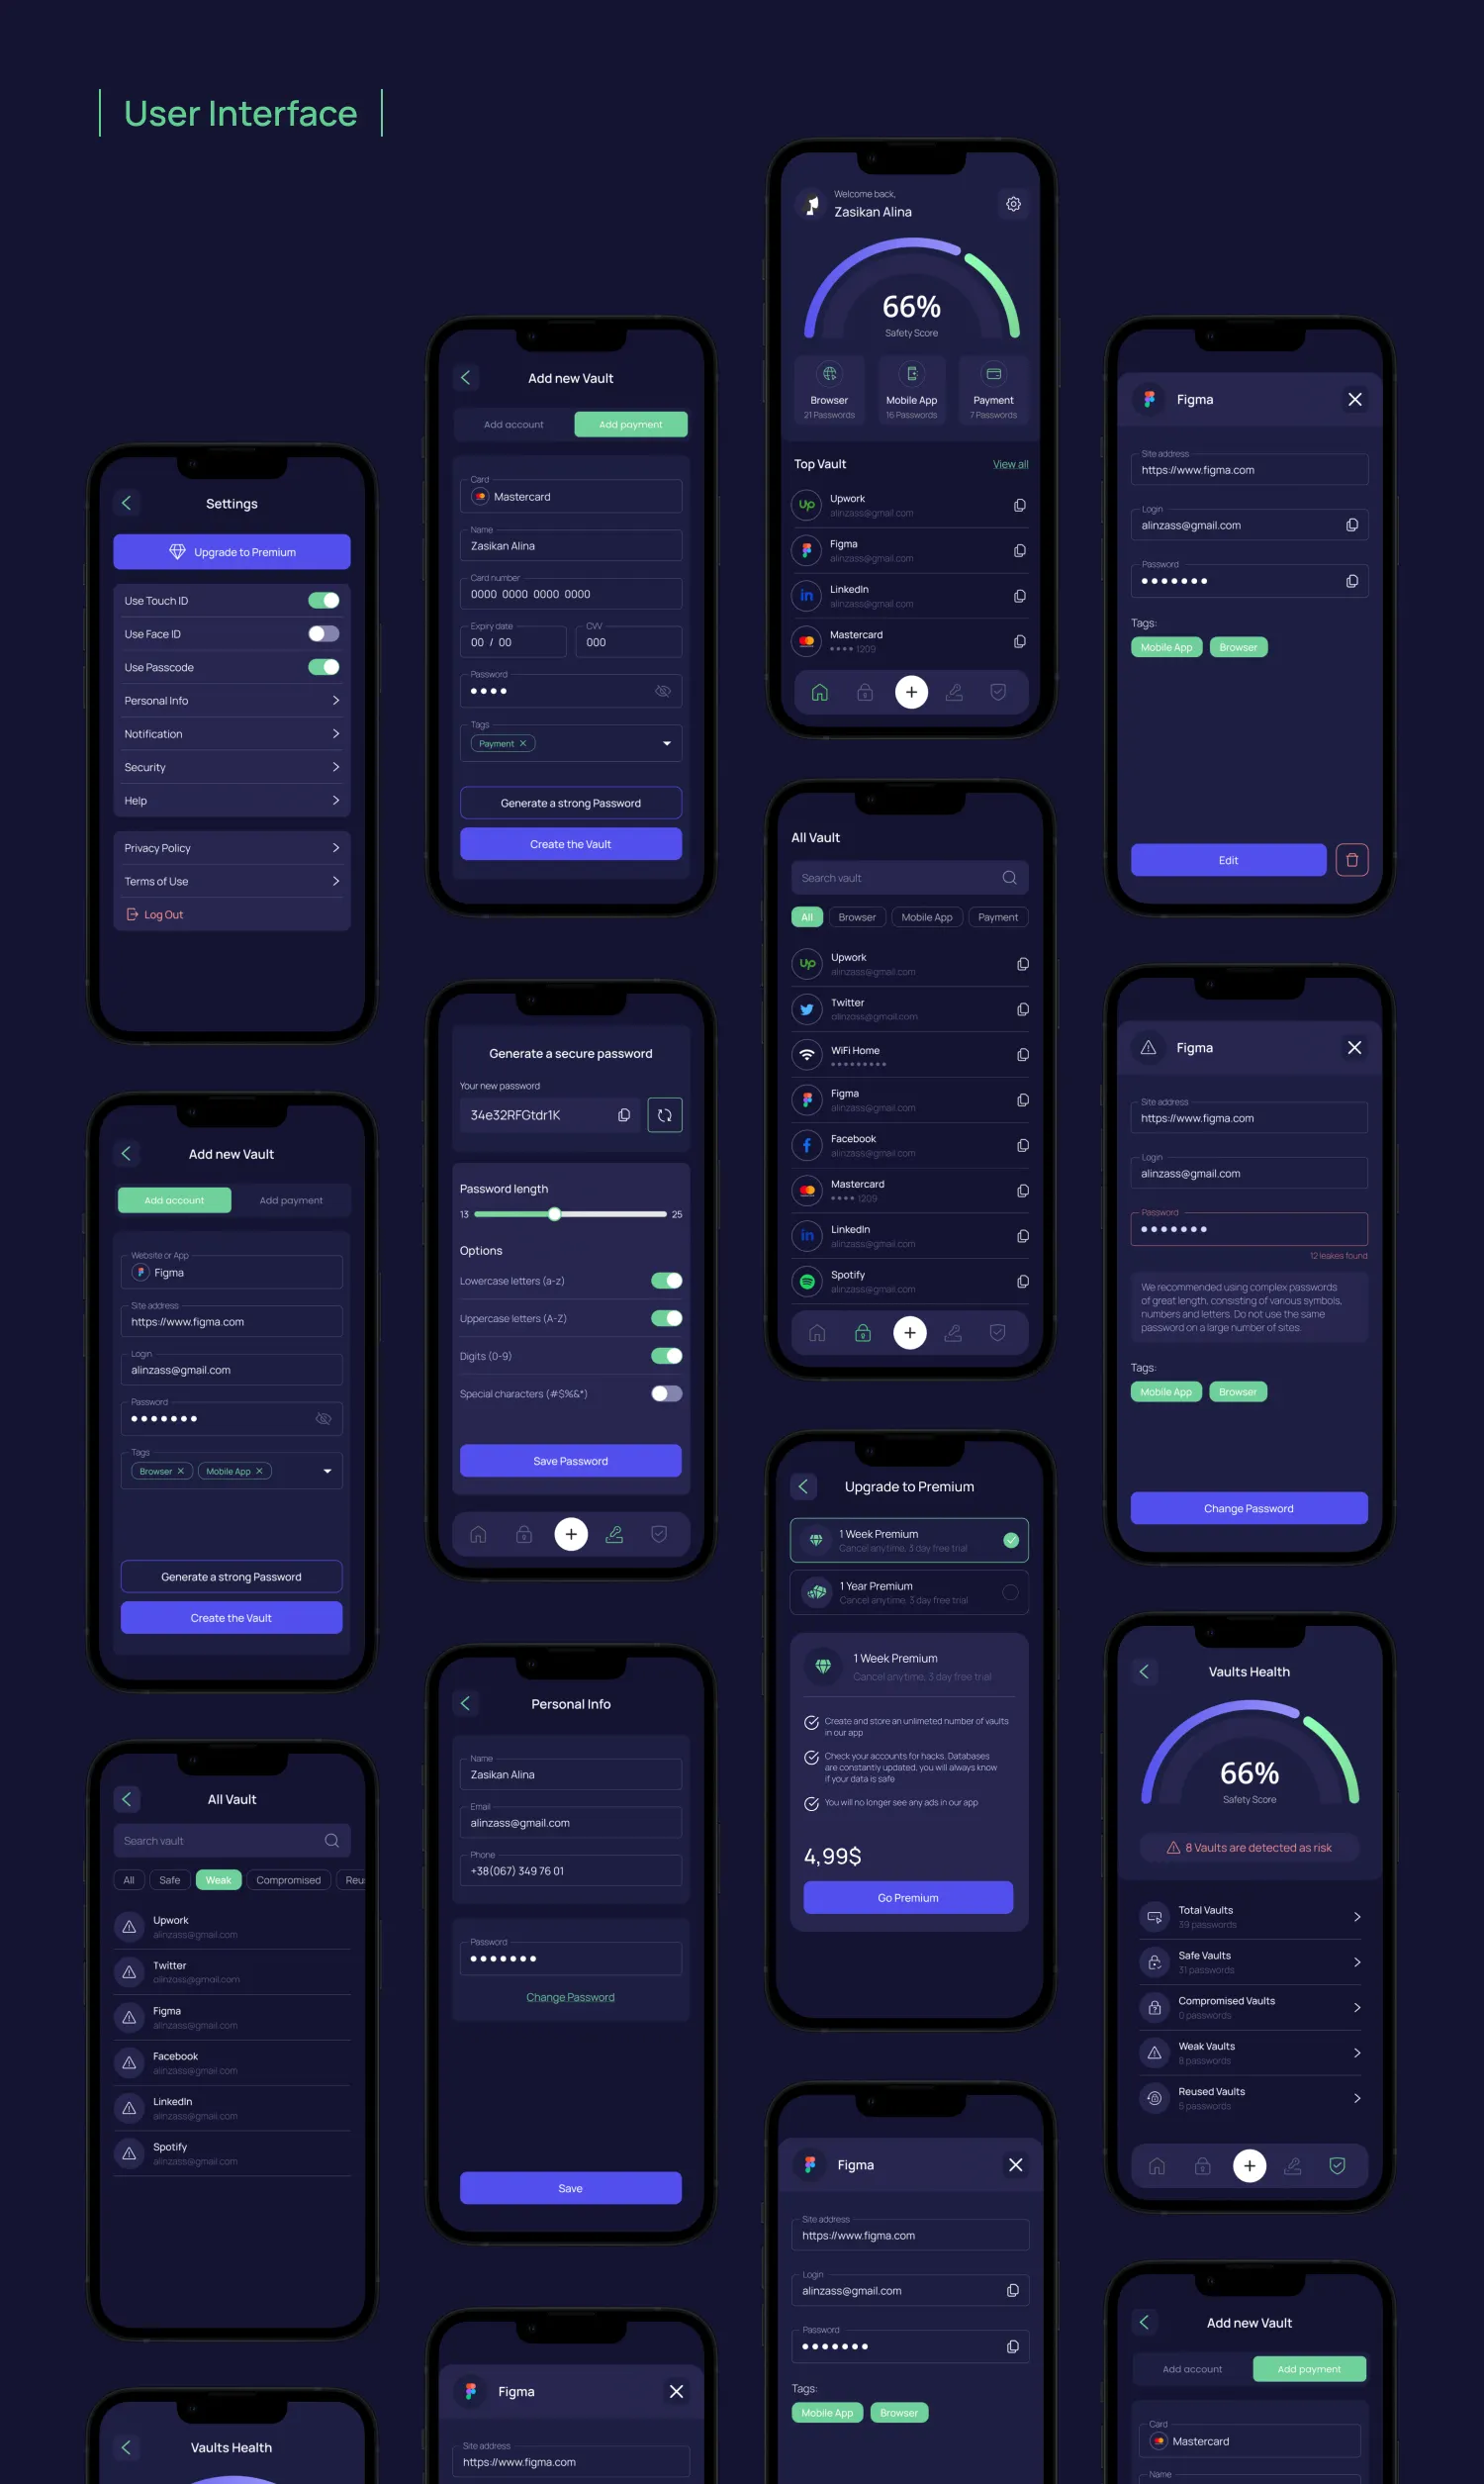 User Interface
Settings
Upgrade to Premium
Use Touch ID
Use Face ID
Use Passcode
Personal Info
Notification
Security
Help
Privacy Policy
Terms of Use
Log Out
Add new Vault
Add account
Add payment
Website or App
Figma
Site address
https://www.figma.com
Login
alinzass@gmail.com
Password
Tags
Browser
Mobile App
Generate a strong Password
Create the Vault
All Vault
Search vault
All
Safe
Weak
Compromised
Reu
Upwork
alinzass@gmail.com
Twitter
alinzass@gmail.com
Figma
alinzass@gmail.com
Facebook
alinzass@gmail.com
LinkedIn
alinzass@gmail.com
Spotify
alinzass@gmail.com
Vaults Health
Add new Vault
Add account
Add payment
Card
Mastercard
Name
Zasikan Alina
Card number
0000 0000 0000 0000
Expiry date
00 / 00
CVV
000
Password
Tags
Payment
Generate a strong Password
Create the Vault
Generate a secure password
Your new password
34e32RFGtdr1K
Password length
13
25
Options
Lowercase letters (a-z)
Uppercase letters (A-Z)
Digits (0-9)
Special characters (#$%&*)
Save Password
Personal Info
Name
Zasikan Alina
Email
alinzass@gmail.com
Phone
+38(067) 349 76 01
Password
Change Password
Save
Figma
Site address
https://www.figma.com
Welcome back,
Zasikan Alina
66%
Safety Score
Browser
21 Passwords
Mobile App
16 Passwords
Payment
7 Passwords
Top Vault
View all
Up
Upwork
alinzass@gmail.com
Figma
alinzass@gmail.com
in
LinkedIn
alinzass@gmail.com
Mastercard
•••• 1209
All Vault
Search vault
All
Browser
Mobile App
Payment
Up
Upwork
alinzass@gmail.com
Twitter
alinzass@gmail.com
WiFi Home
Figma
alinzass@gmail.com
f
Facebook
alinzass@gmail.com
Mastercard
•••• 1209
in
LinkedIn
alinzass@gmail.com
Spotify
alinzass@gmail.com
Upgrade to Premium
1 Week Premium
Cancel anytime, 3 day free trial
1 Year Premium
Cancel anytime, 3 day free trial
1 Week Premium
Cancel anytime, 3 day free trial
Create and store an unlimeted number of vaults
in our app
Check your accounts for hacks. Databases
are constantly updated, you will always know
if your data is safe
You will no longer see any ads in our app
4,99$
Go Premium
Figma
Site address
https://www.figma.com
Login
alinzass@gmail.com
Password
Tags:
Mobile App
Browser
Figma
Site address
https://www.figma.com
Login
alinzass@gmail.com
Password
Tags:
Mobile App
Browser
Edit
Figma
Site address
https://www.figma.com
Login
alinzass@gmail.com
Password
12 leakes found
We recommended using complex passwords
of great length, consisting of various symbols,
numbers and letters. Do not use the same
password on a large number of sites.
Tags:
Mobile App
Browser
Change Password
Vaults Health
66%
Safety Score
8 Vaults are detected as risk
Total Vaults
39 passwords
Safe Vaults
31 passwords
Compromised Vaults
0 passwords
Weak Vaults
8 passwords
Reused Vaults
5 passwords
Add new Vault
Add account
Add payment
Card
Mastercard
Name